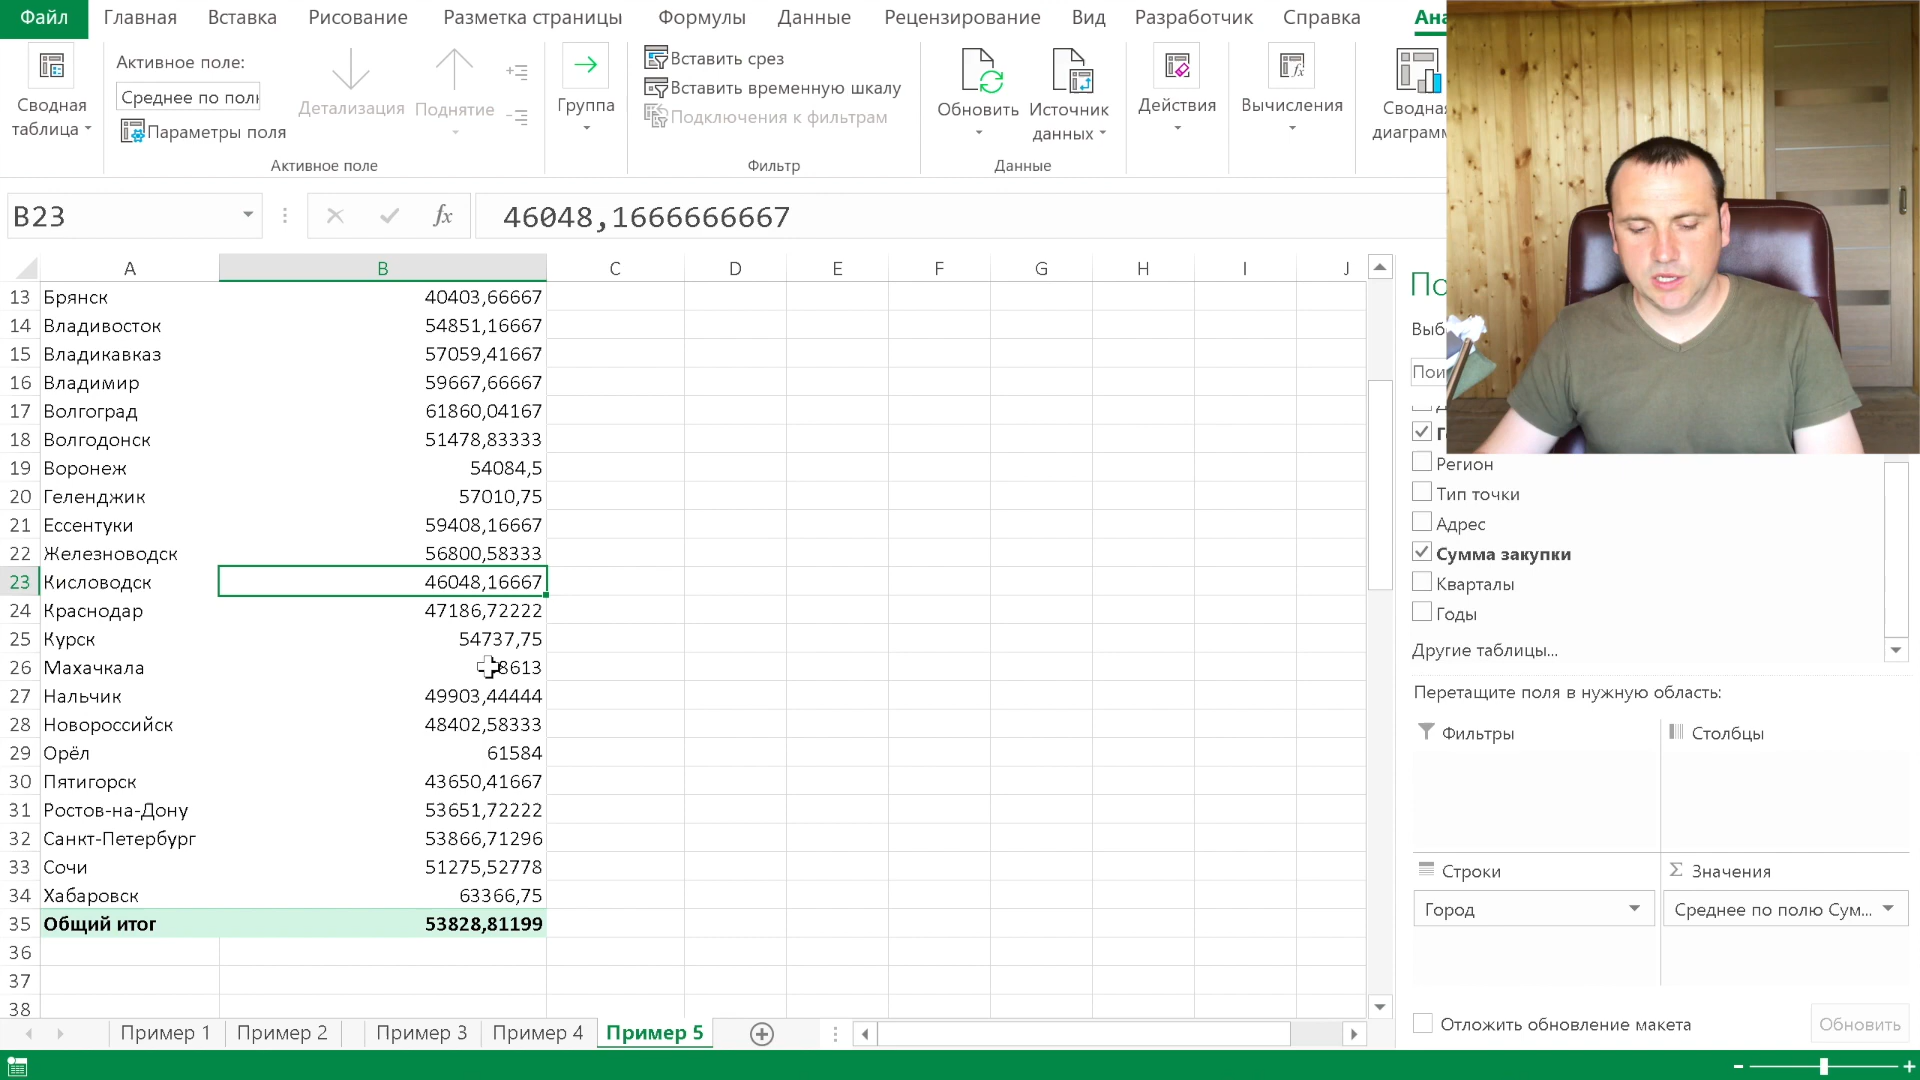 Файл Главная Вставка Рисование Разметка страницы Формулы Данные Рецензирование Вид Разработчик Справка
Сводная таблица
Активное поле:
Среднее по
Параметры поля
Детализация
Поднятие
Активное поле
Группа
Вставить срез
Вставить временную шкалу
Подключения к фильтрам
Фильтр
Обновить
Источник данных
Данные
Действия
Вычисления
B23
fx
46048,1666666667
A B C D E F G H I J
13 Брянск 40403,66667
14 Владивосток 54851,16667
15 Владикавказ 57059,41667
16 Владимир 59667,66667
17 Волгоград 61860,04167
18 Волгодонск 51478,83333
19 Воронеж 54084,5
20 Геленджик 57010,75
21 Ессентуки 59408,16667
22 Железноводск 56800,58333
23 Кисловодск 46048,16667
24 Краснодар 47186,72222
25 Курск 54737,75
26 Махачкала 8613
27 Нальчик 49903,44444
28 Новороссийск 48402,58333
29 Орёл 61584
30 Пятигорск 43650,41667
31 Ростов-на-Дону 53651,72222
32 Санкт-Петербург 53866,71296
33 Сочи 51275,52778
34 Хабаровск 63366,75
35 Общий итог 53828,81199
36
37
38
Регион
Тип точки
Адрес
Сумма закупки
Кварталы
Годы
Другие таблицы...
Перетащите поля в нужную область:
Фильтры
Столбцы
Строки
Σ Значения
Город
Среднее по полю Сум...
Отложить обновление макета
Обновить
Пример 1 Пример 2 Пример 3 Пример 4 Пример 5